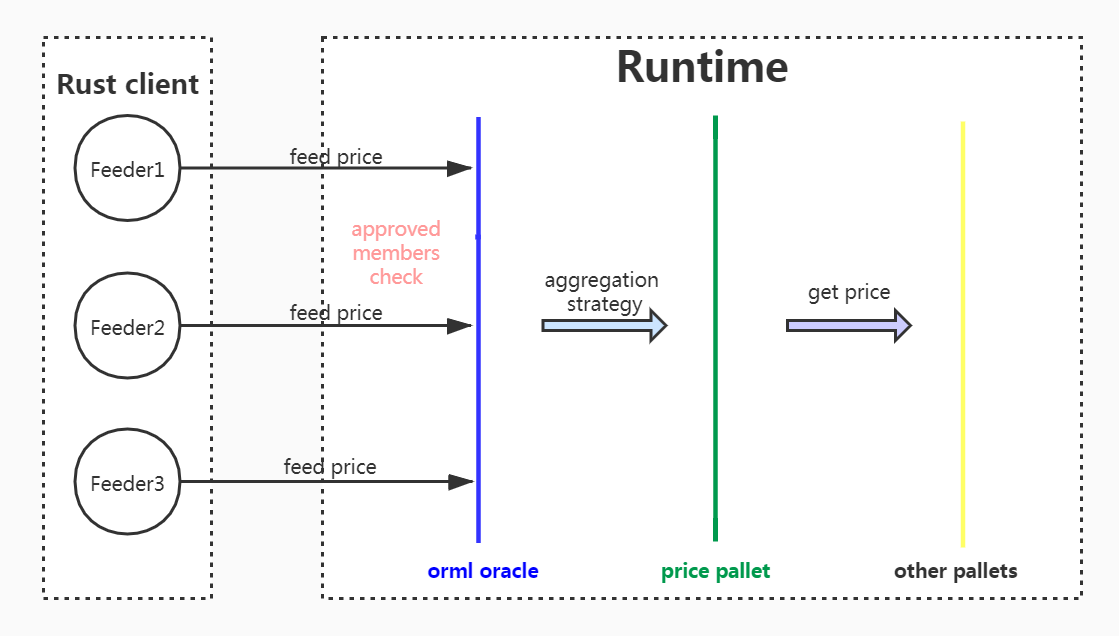 Runtime
Rust client
Feeder1
feed price
approved
members
check
Feeder2
feed price
aggregation
strategy
get price
Feeder3
feed price
orml oracle
price pallet
other pallets